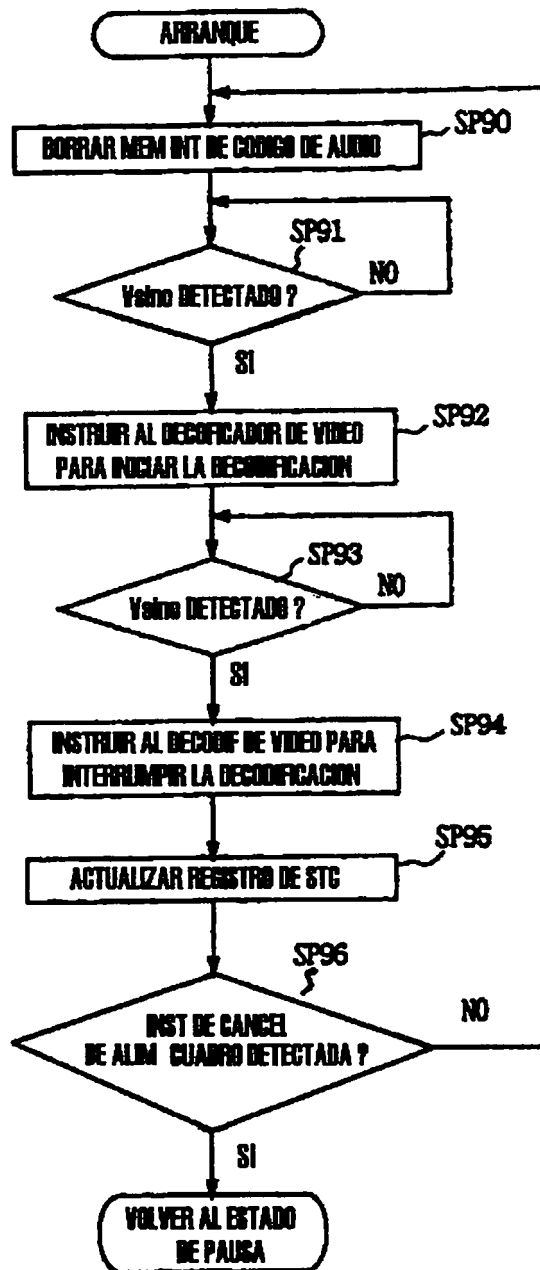 ARRANQUE
SP90
BORRAR MEM INT DE CODIGO DE AUDIO
SP91
Vsinc DETECTADO ?
NO
SI
SP92
INSTRUIR AL DECOFICADOR DE VIDEO
PARA INICIAR LA DECODIFICACION
SP93
Vsinc DETECTADO ?
NO
SI
SP94
INSTRUIR AL DECODIF DE VIDEO PARA
INTERRUMPIR LA DECODIFICACION
SP95
ACTUALIZAR REGISTRO DE STC
SP96
INST DE CANCEL
DE ALIM CUADRO DETECTADA ?
NO
SI
VOLVER AL ESTADO
DE PAUSA